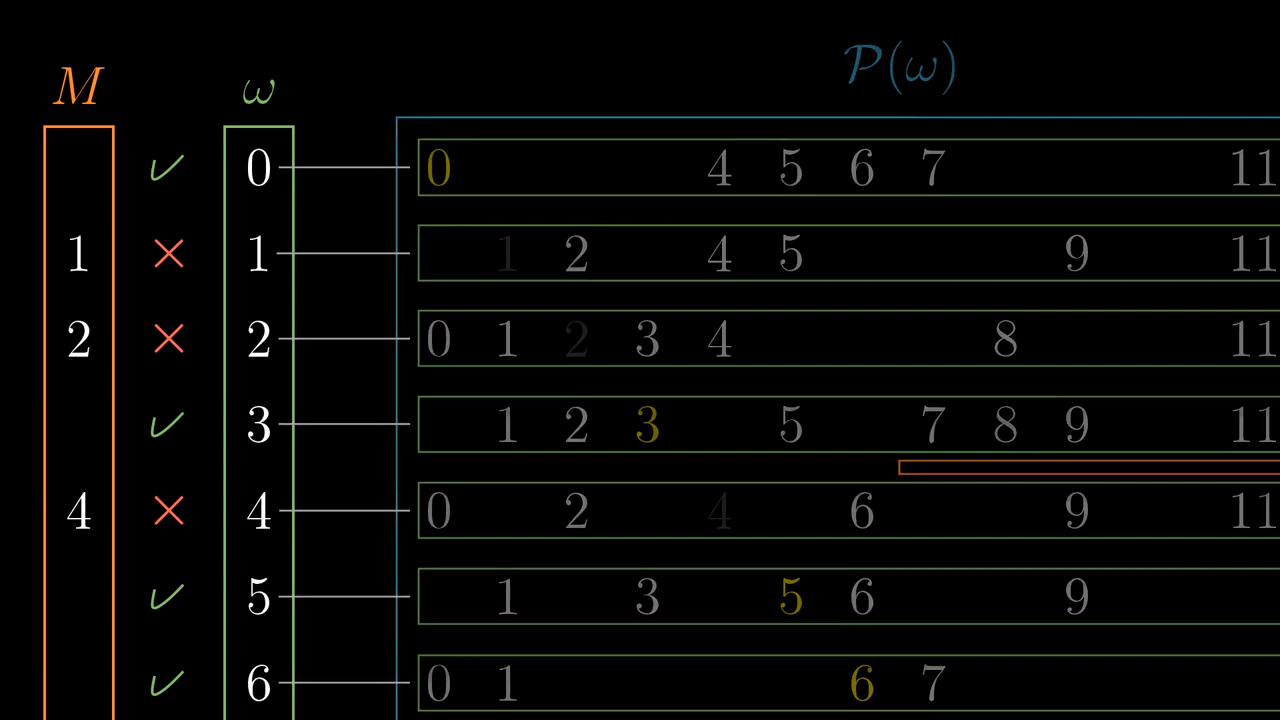 𝒫(ω)
M ω
✓ 0 0 4 5 6 7 11
1 × 1 1 2 4 5 9 11
2 × 2 0 1 2 3 4 8 11
✓ 3 1 2 3 5 7 8 9 11
4 × 4 0 2 4 6 9 11
✓ 5 1 3 5 6 9
✓ 6 0 1 6 7